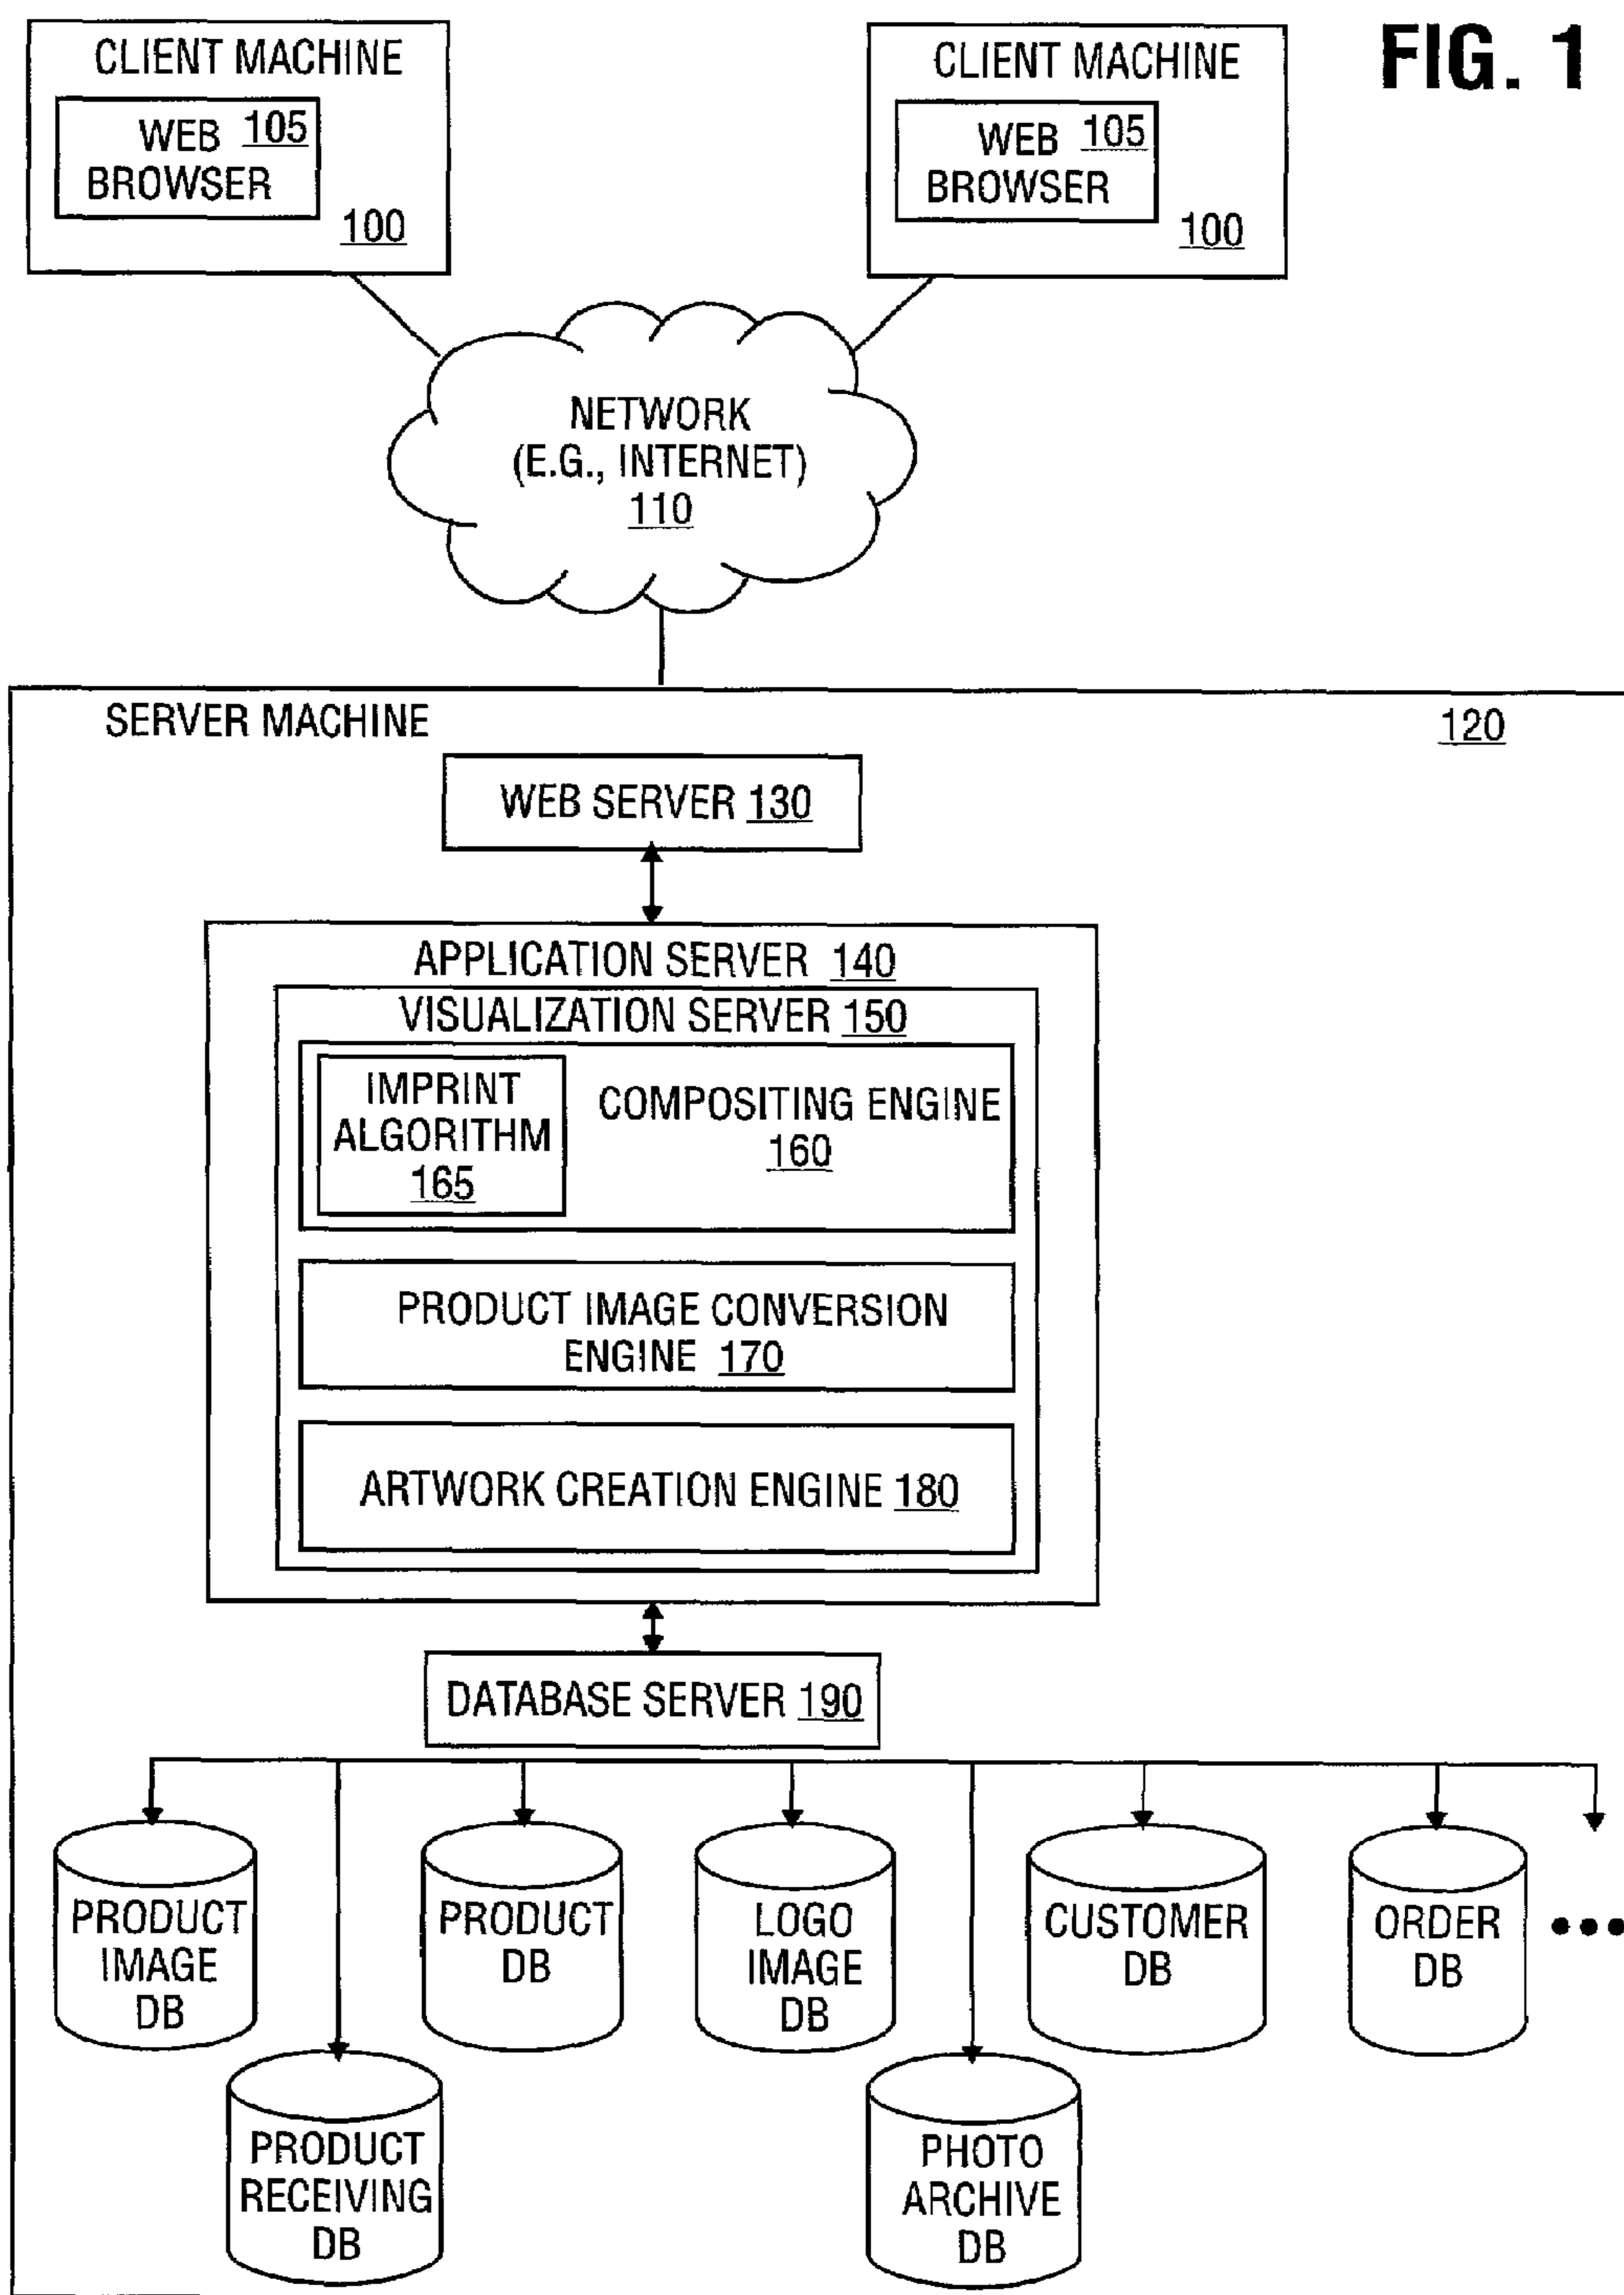 FIG. 1
CLIENT MACHINE
WEB 105
BROWSER
100
CLIENT MACHINE
WEB 105
BROWSER
100
NETWORK
(E.G., INTERNET)
110
SERVER MACHINE
120
WEB SERVER 130
APPLICATION SERVER 140
VISUALIZATION SERVER 150
IMPRINT
ALGORITHM
165
COMPOSITING ENGINE
160
PRODUCT IMAGE CONVERSION
ENGINE 170
ARTWORK CREATION ENGINE 180
DATABASE SERVER 190
PRODUCT
IMAGE
DB
PRODUCT
DB
LOGO
IMAGE
DB
CUSTOMER
DB
ORDER
DB
•••
PRODUCT
RECEIVING
DB
PHOTO
ARCHIVE
DB